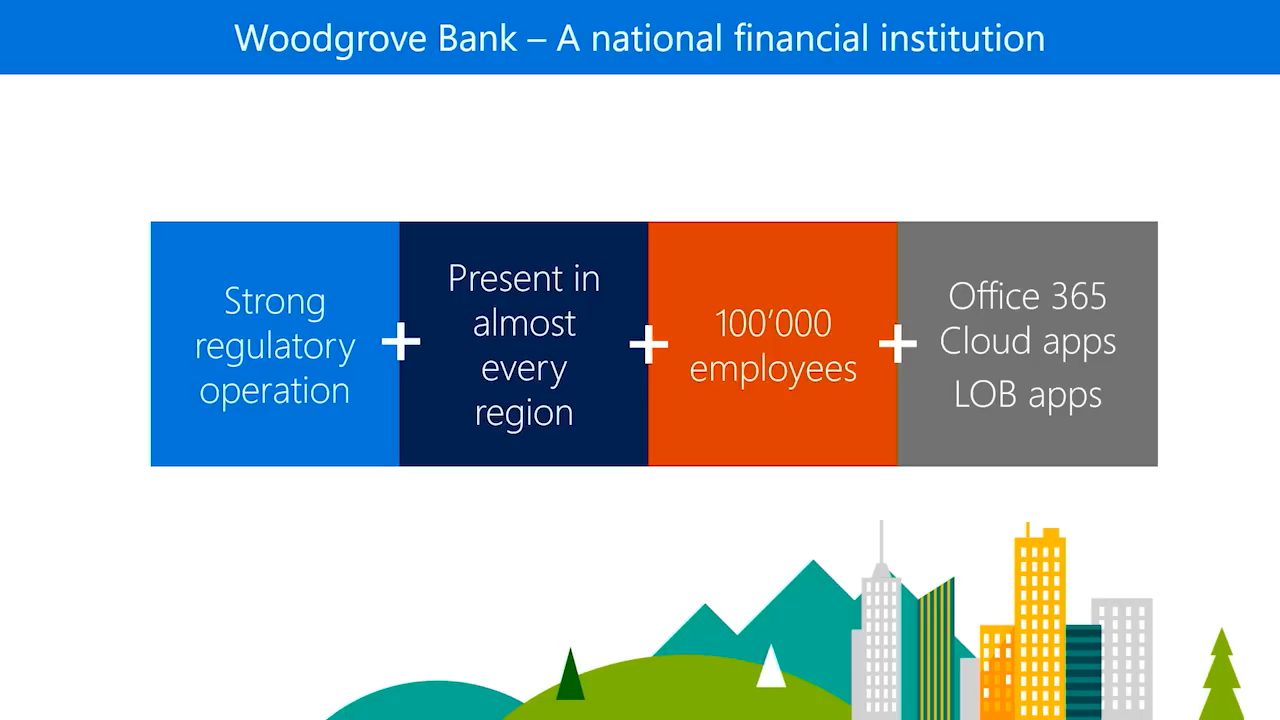 Woodgrove Bank – A national financial institution
Strong
regulatory
operation
+
Present in
almost
every
region
+
100’000
employees
+
Office 365
Cloud apps
LOB apps